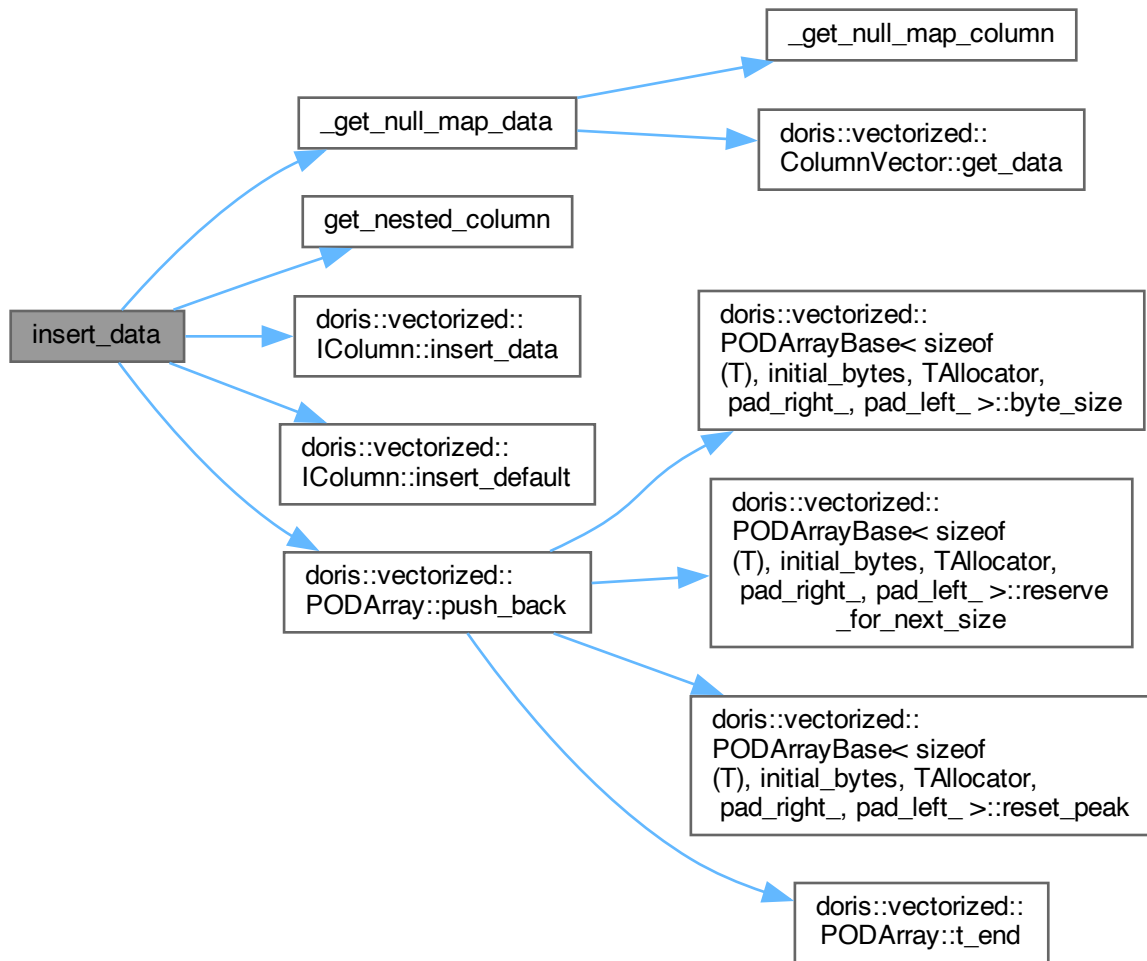 _get_null_map_column
_get_null_map_data
doris::vectorized::
ColumnVector::get_data
get_nested_column
insert_data
doris::vectorized::
IColumn::insert_data
doris::vectorized::
PODArrayBase< sizeof
(T), initial_bytes, TAllocator,
pad_right_, pad_left_ >::byte_size
doris::vectorized::
IColumn::insert_default
doris::vectorized::
PODArrayBase< sizeof
(T), initial_bytes, TAllocator,
pad_right_, pad_left_ >::reserve
_for_next_size
doris::vectorized::
PODArray::push_back
doris::vectorized::
PODArrayBase< sizeof
(T), initial_bytes, TAllocator,
pad_right_, pad_left_ >::reset_peak
doris::vectorized::
PODArray::t_end